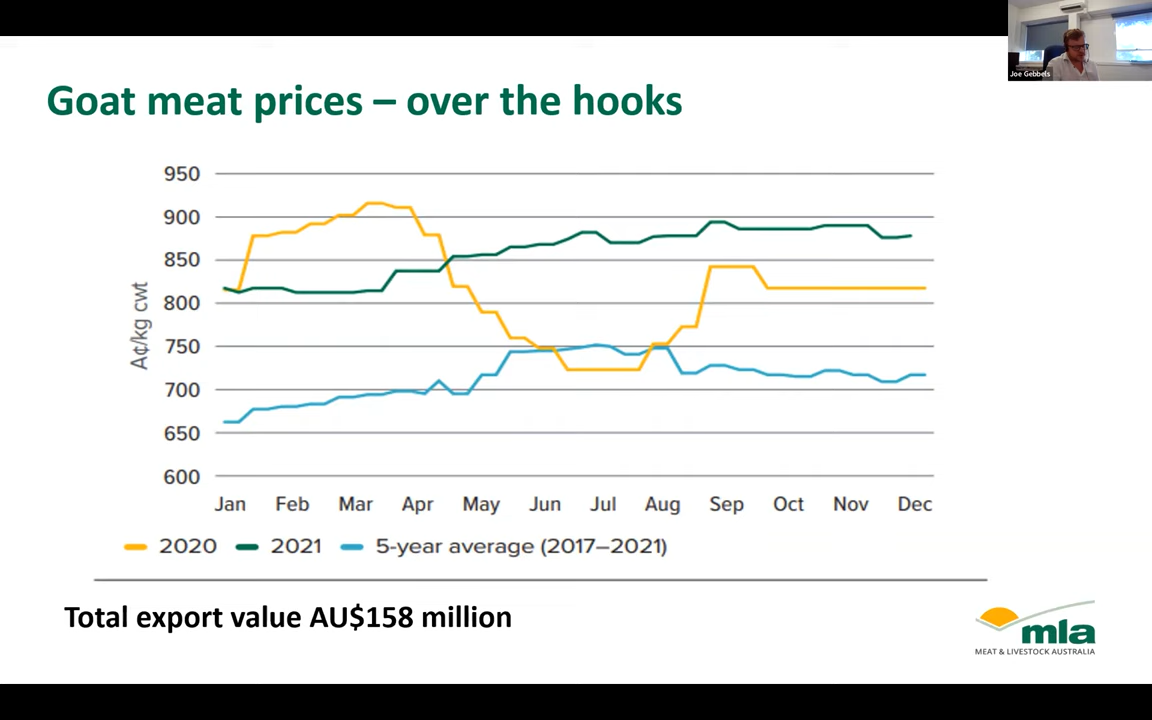 Joe Gebbels
Goat meat prices – over the hooks
950
900
850
800
750
700
650
600
A¢/kg cwt
Jan Feb Mar Apr May Jun Jul Aug Sep Oct Nov Dec
2020 2021 5-year average (2017–2021)
Total export value AU$158 million
mla
MEAT & LIVESTOCK AUSTRALIA